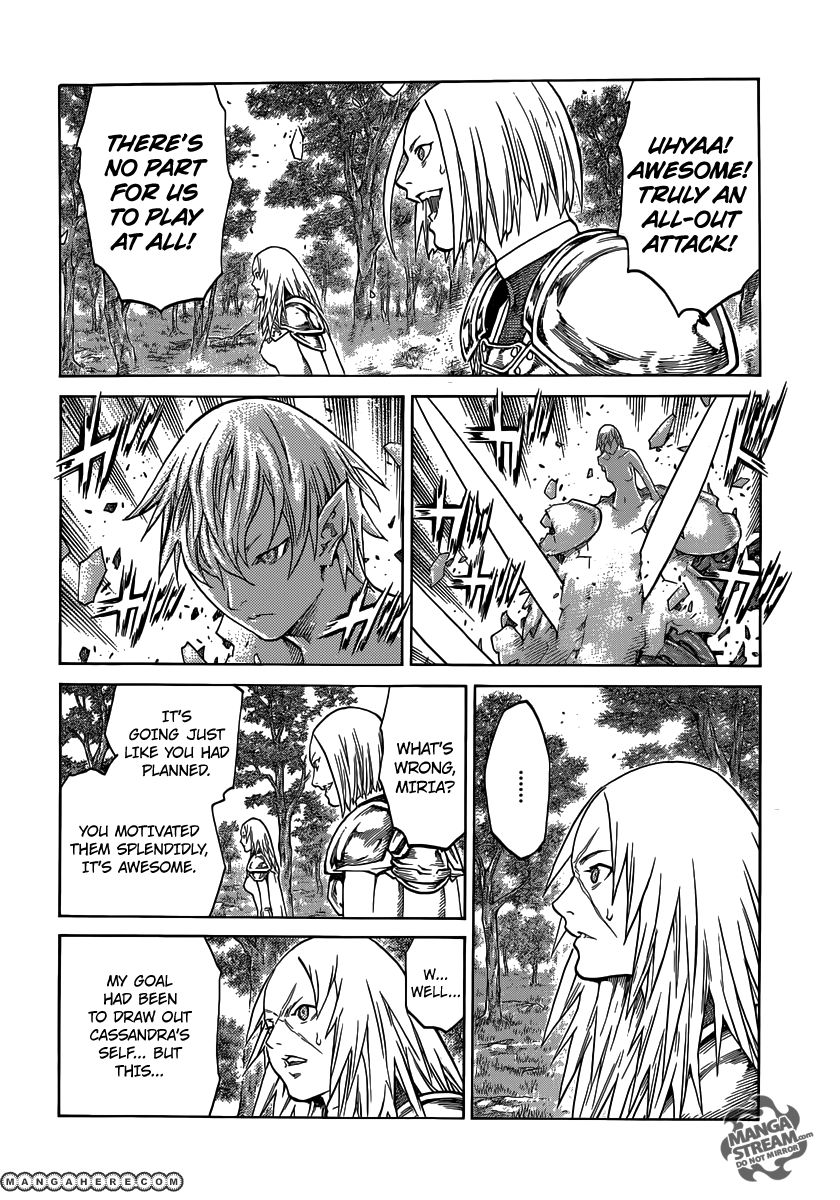 UHYAA!
AWESOME!
TRULY AN
ALL-OUT
ATTACK!
THERE'S
NO PART
FOR US
TO PLAY
AT ALL!
.......
WHAT'S
WRONG,
MIRIA?
IT'S
GOING JUST
LIKE YOU HAD
PLANNED.
YOU MOTIVATED
THEM SPLENDIDLY,
IT'S AWESOME.
W...
WELL...
MY GOAL
HAD BEEN
TO DRAW OUT
CASSANDRA'S
SELF... BUT
THIS...
MANGA
STREAM.com
DO NOT MIRROR
MANGAHERE.COM